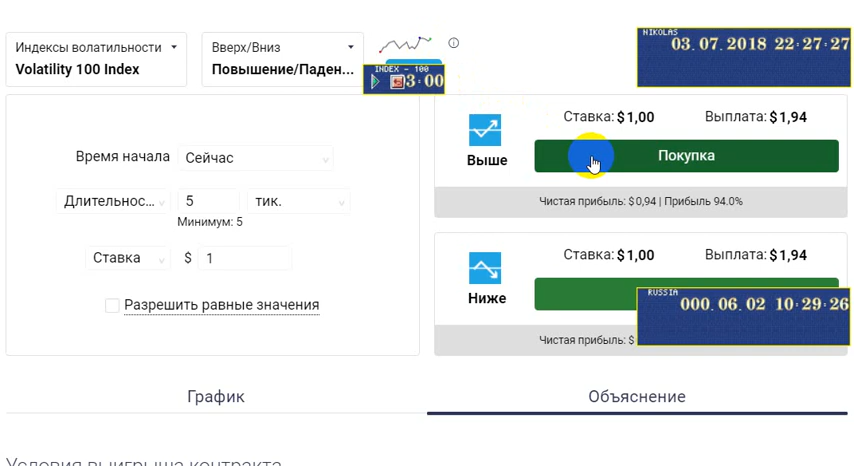 Индексы волатильности
Volatility 100 Index
Вверх/Вниз
Повышение/Паден...
INDEX - 100
3:00
NIKOLAS
03.07.2018 22:27:27
Время начала
Сейчас
Длительнос...
5
тик.
Минимум: 5
Ставка
$
1
Разрешить равные значения
Выше
Ставка: $1,00
Выплата: $1,94
Покупка
Чистая прибыль: $0,94 | Прибыль 94.0%
Ниже
Ставка: $1,00
Выплата: $1,94
Чистая прибыль: $
RUSSIA
000.06.02 10:29:26
График
Объяснение
Условия выигрыша контракта